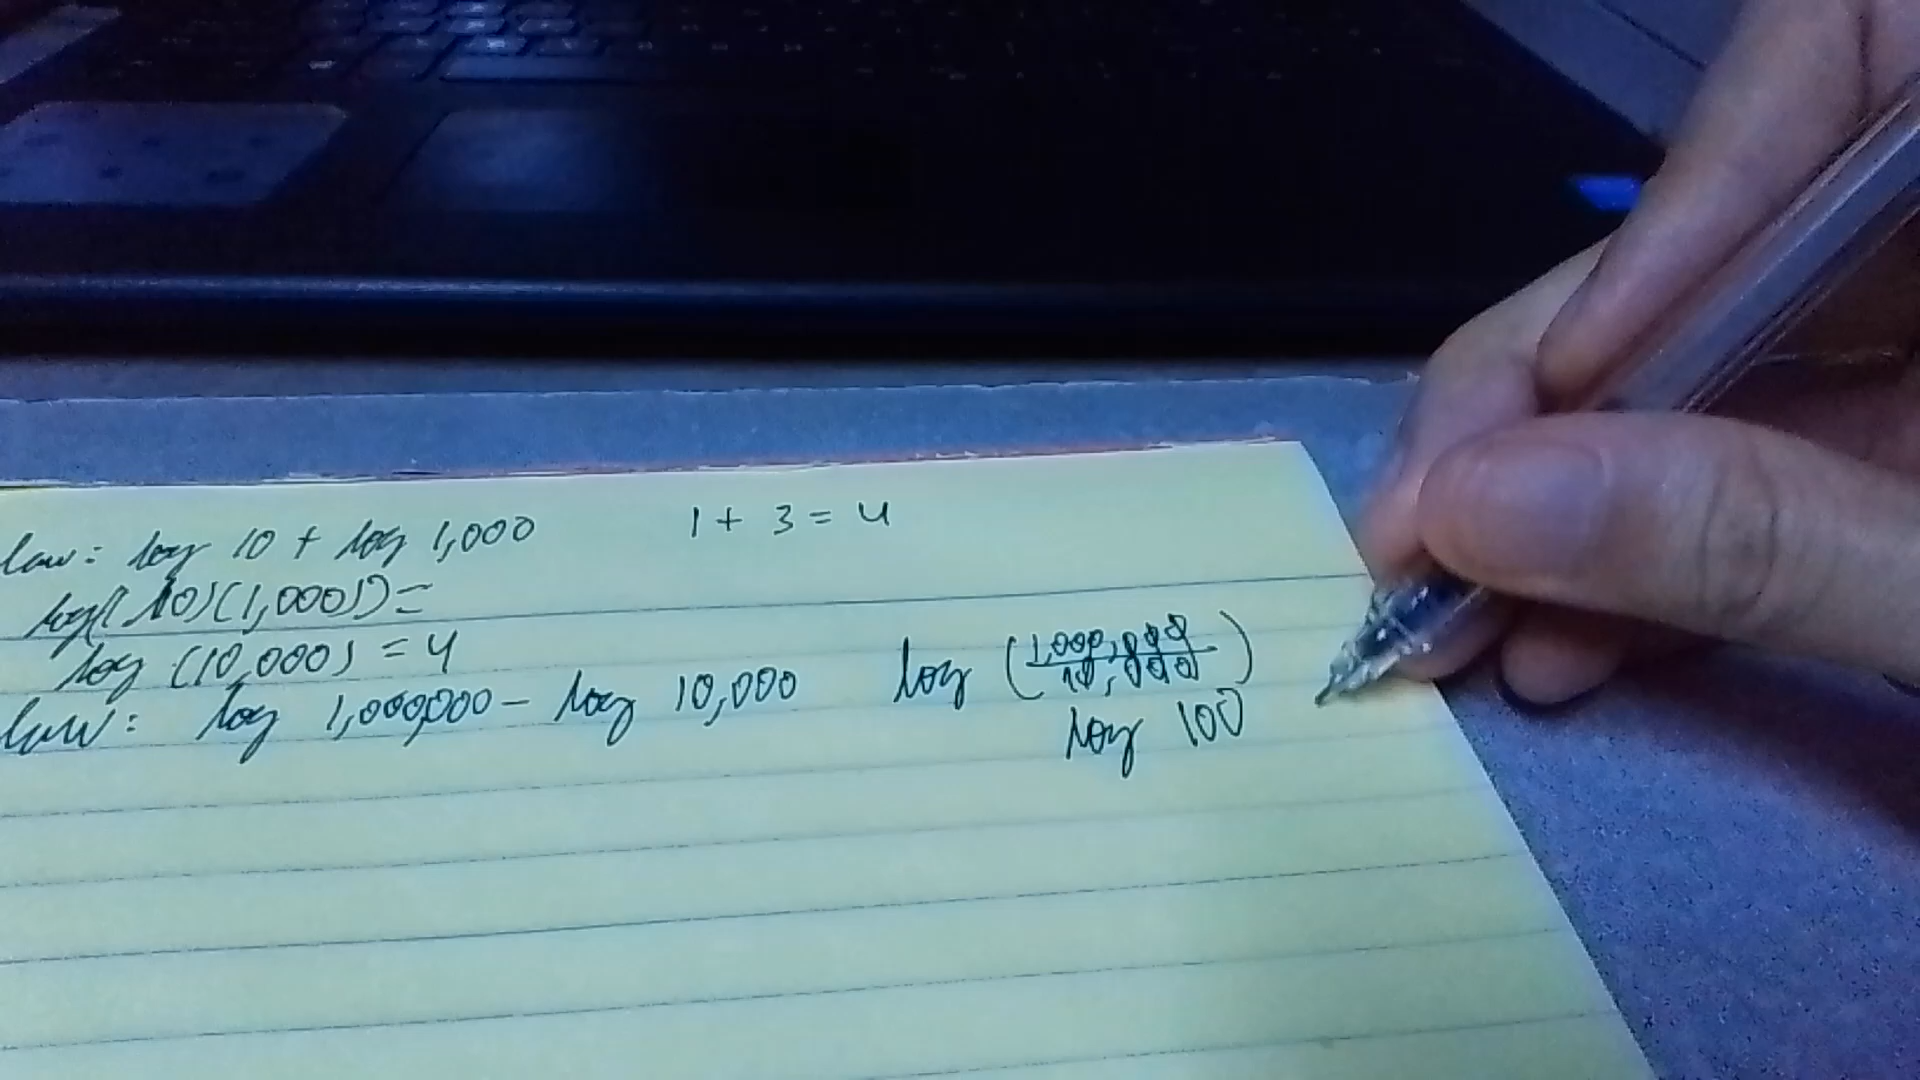 law: log 10 + log 1,000 1 + 3 = 4
log((10)(1,000)) =
log (10,000) = 4
law: log 1,000,000 - log 10,000 log (1,000,000/10,000)
log 100